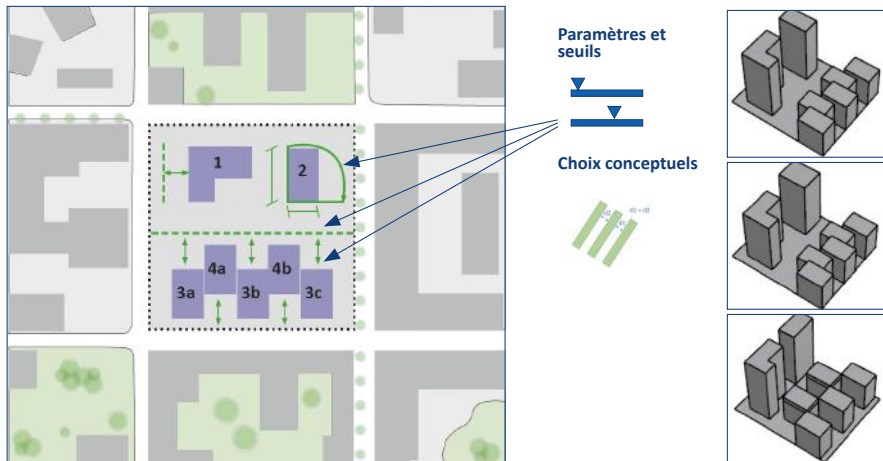 Paramètres et
seuils
Choix conceptuels
1
2
4a
4b
3a
3b
3c